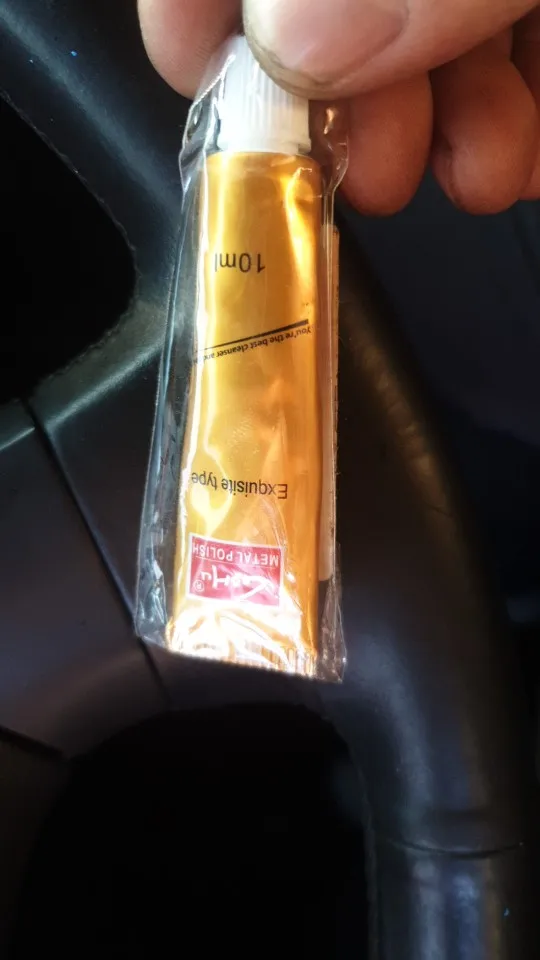 METAL POLISH
Exquisite type
You're the best cleanser and
10ml